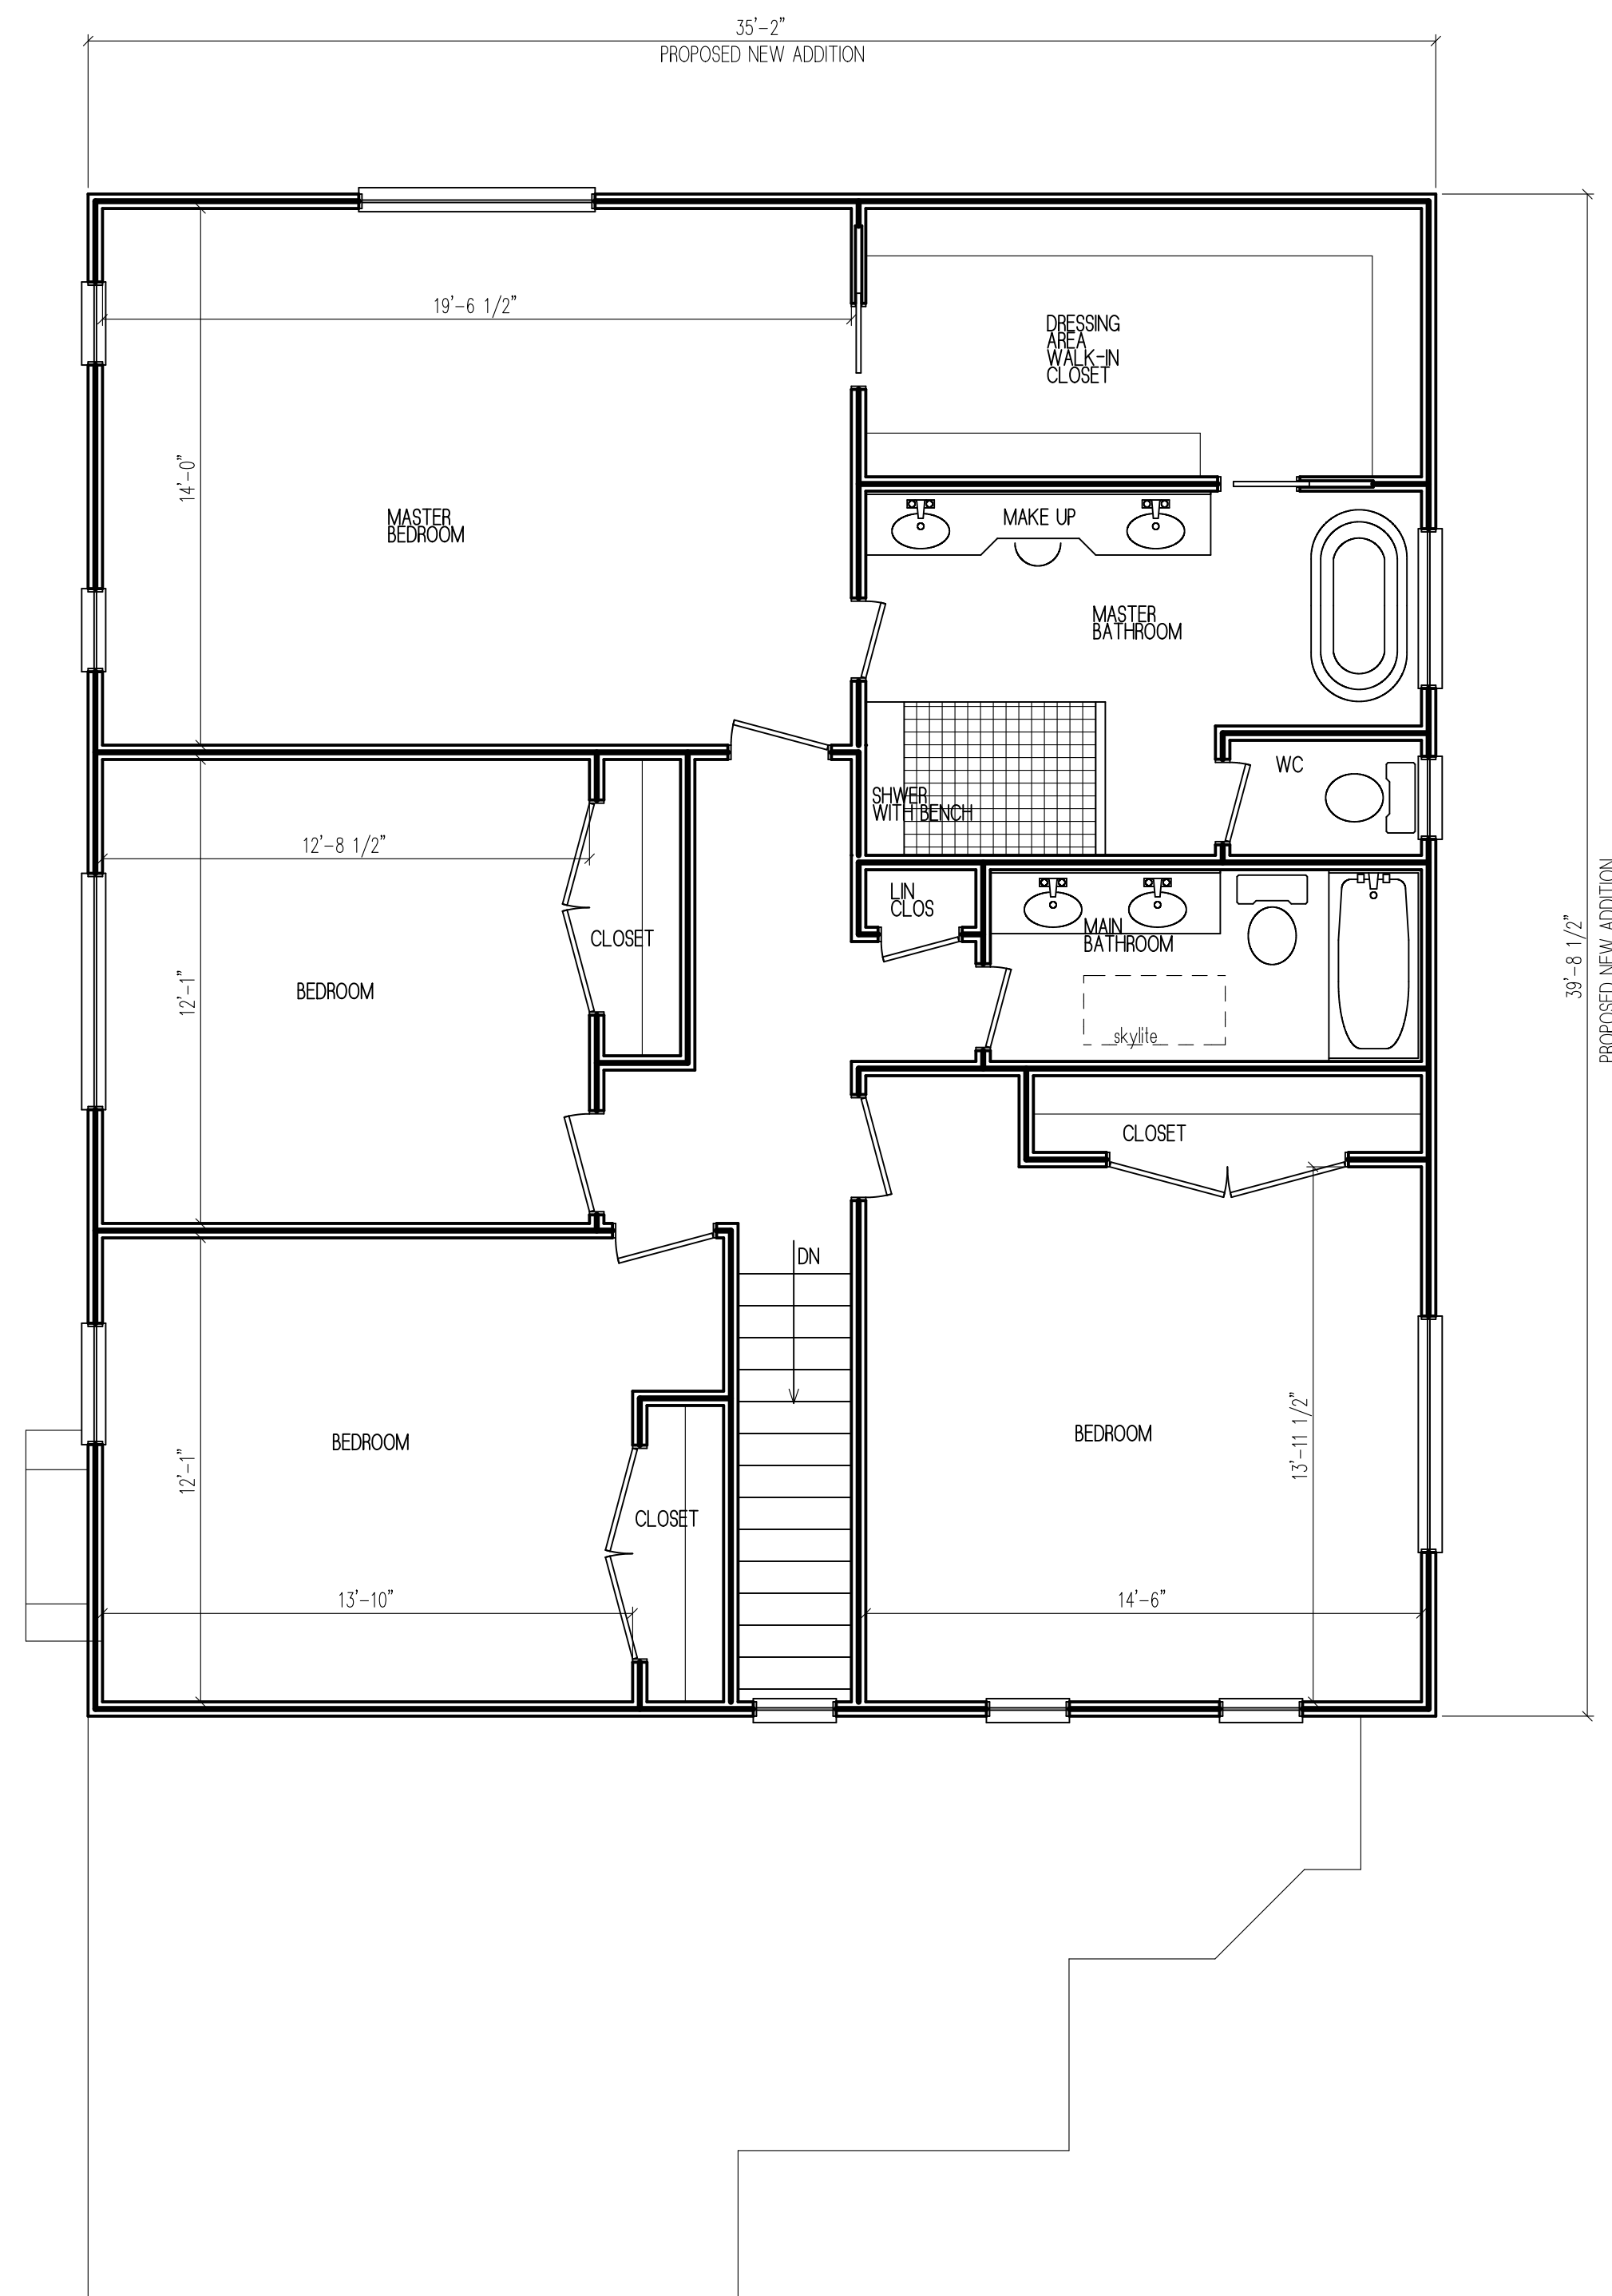 35'-2"
PROPOSED NEW ADDITION
19'-6 1/2"
DRESSING
AREA
WALK-IN
CLOSET
14'-0"
MASTER
BEDROOM
MAKE UP
MASTER
BATHROOM
WC
SHWER
WITH BENCH
12'-8 1/2"
LIN
CLOS
CLOSET
MAIN
BATHROOM
39'-8 1/2"
PROPOSED NEW ADDITION
12'-1"
BEDROOM
skylite
CLOSET
DN
BEDROOM
12'-1"
CLOSET
BEDROOM
13'-11 1/2"
13'-10"
14'-6"